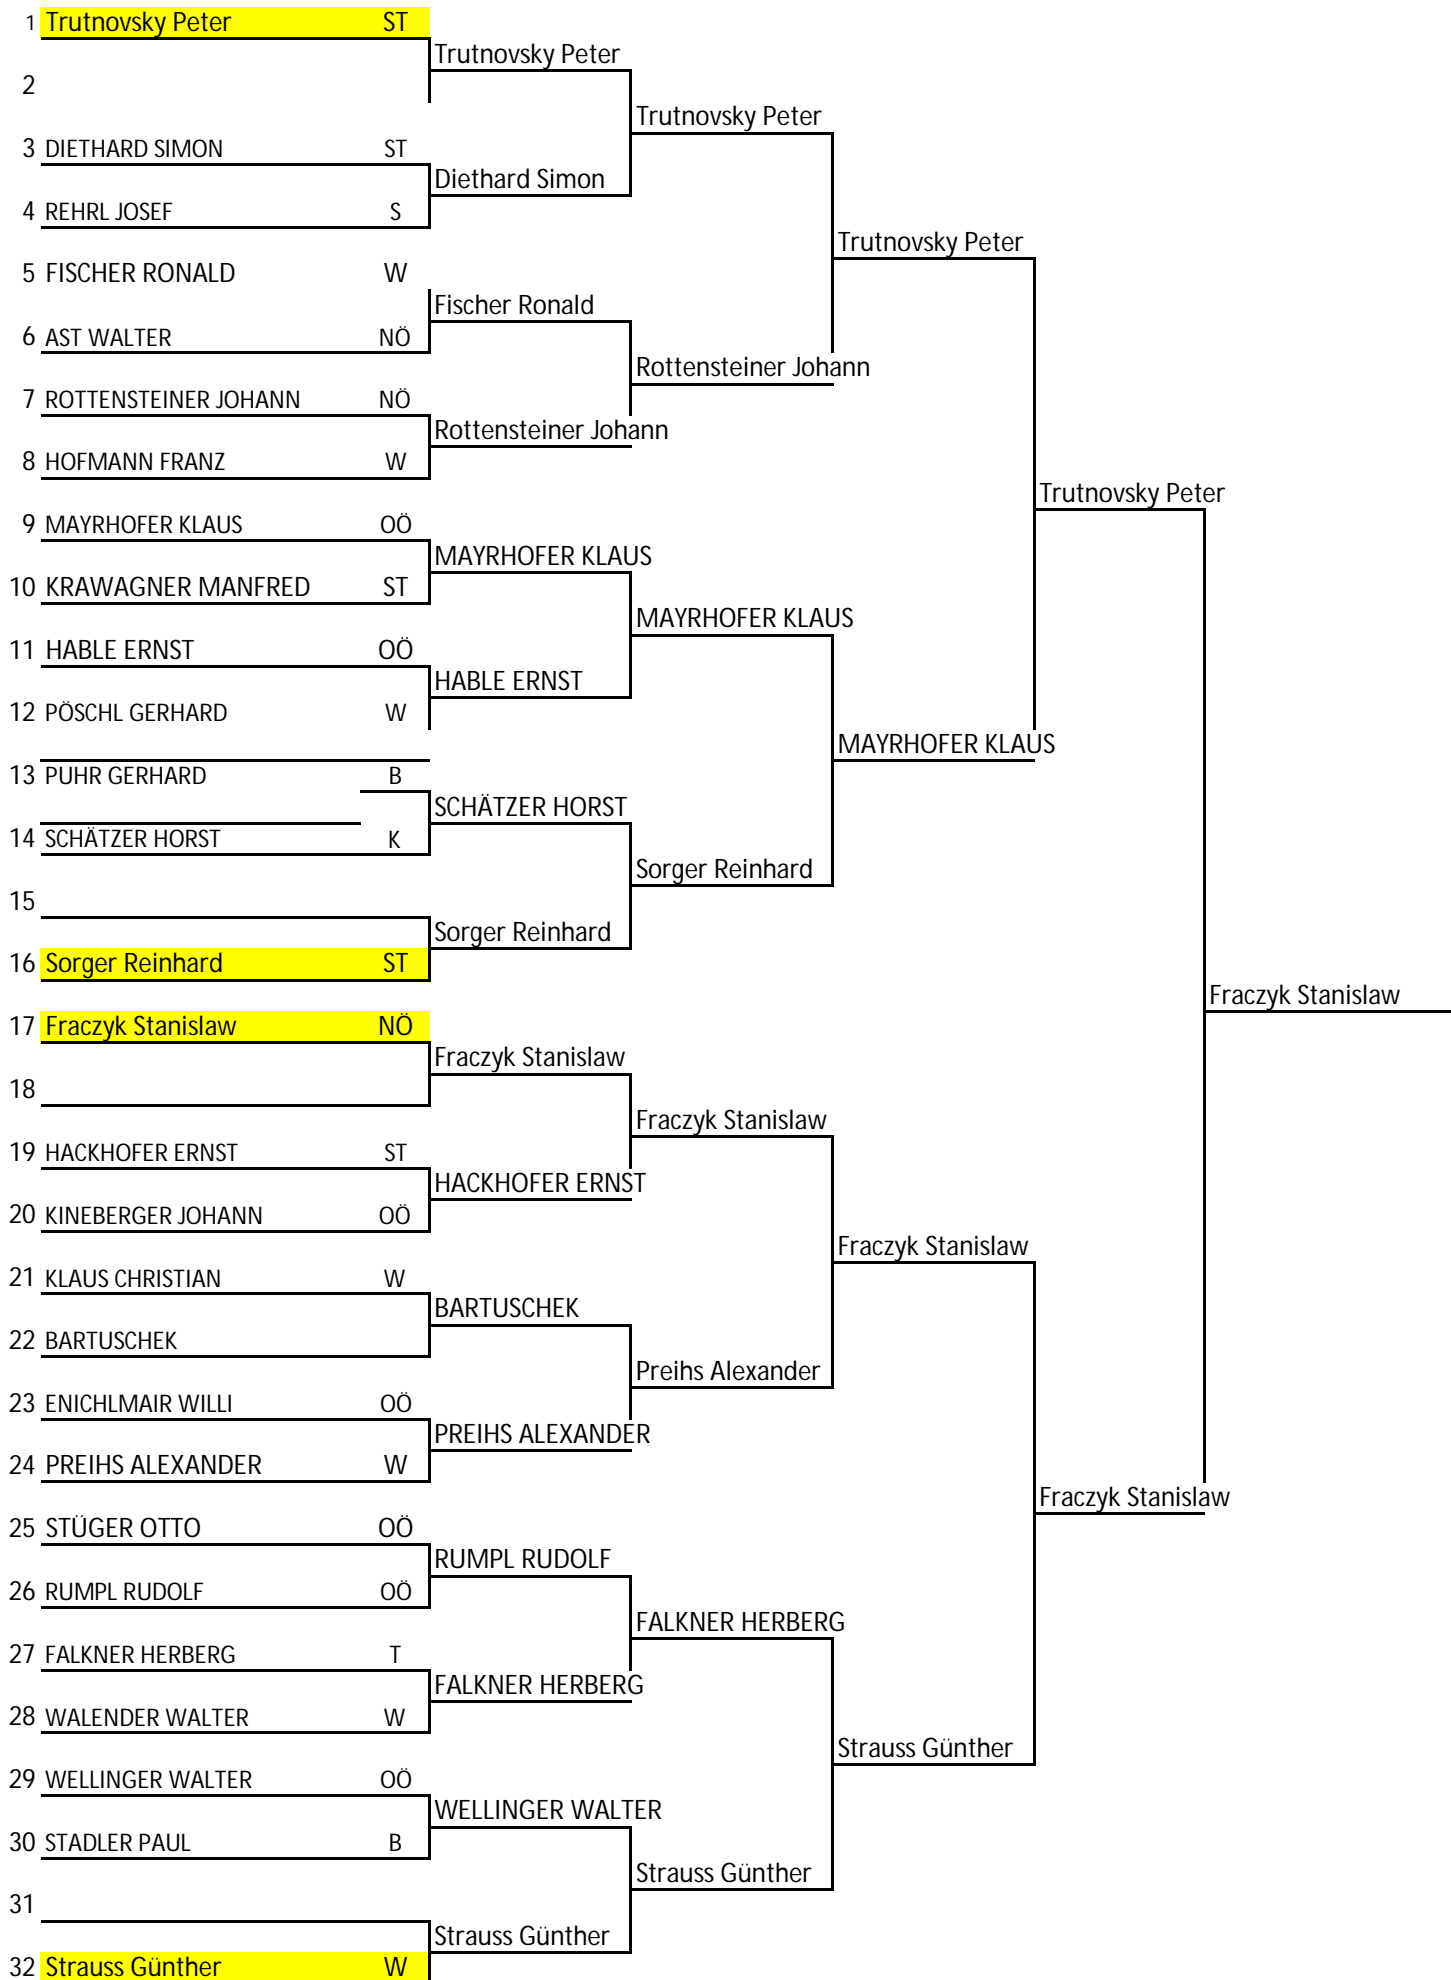 1 Trutnovsky Peter ST
Trutnovsky Peter
2
Trutnovsky Peter
3 DIETHARD SIMON ST
Diethard Simon
4 REHRL JOSEF S
Trutnovsky Peter
5 FISCHER RONALD W
Fischer Ronald
6 AST WALTER NÖ
Rottensteiner Johann
7 ROTTENSTEINER JOHANN NÖ
Rottensteiner Johann
8 HOFMANN FRANZ W
Trutnovsky Peter
9 MAYRHOFER KLAUS OÖ
MAYRHOFER KLAUS
10 KRAWAGNER MANFRED ST
MAYRHOFER KLAUS
11 HABLE ERNST OÖ
HABLE ERNST
12 PÖSCHL GERHARD W
MAYRHOFER KLAUS
13 PUHR GERHARD B
SCHÄTZER HORST
14 SCHÄTZER HORST K
Sorger Reinhard
15
Sorger Reinhard
16 Sorger Reinhard ST
Fraczyk Stanislaw
17 Fraczyk Stanislaw NÖ
Fraczyk Stanislaw
18
Fraczyk Stanislaw
19 HACKHOFER ERNST ST
HACKHOFER ERNST
20 KINEBERGER JOHANN OÖ
Fraczyk Stanislaw
21 KLAUS CHRISTIAN W
BARTUSCHEK
22 BARTUSCHEK
Preihs Alexander
23 ENICHLMAIR WILLI OÖ
PREIHS ALEXANDER
24 PREIHS ALEXANDER W
Fraczyk Stanislaw
25 STÜGER OTTO OÖ
RUMPL RUDOLF
26 RUMPL RUDOLF OÖ
FALKNER HERBERG
27 FALKNER HERBERG T
FALKNER HERBERG
28 WALENDER WALTER W
Strauss Günther
29 WELLINGER WALTER OÖ
WELLINGER WALTER
30 STADLER PAUL B
Strauss Günther
31
Strauss Günther
32 Strauss Günther W